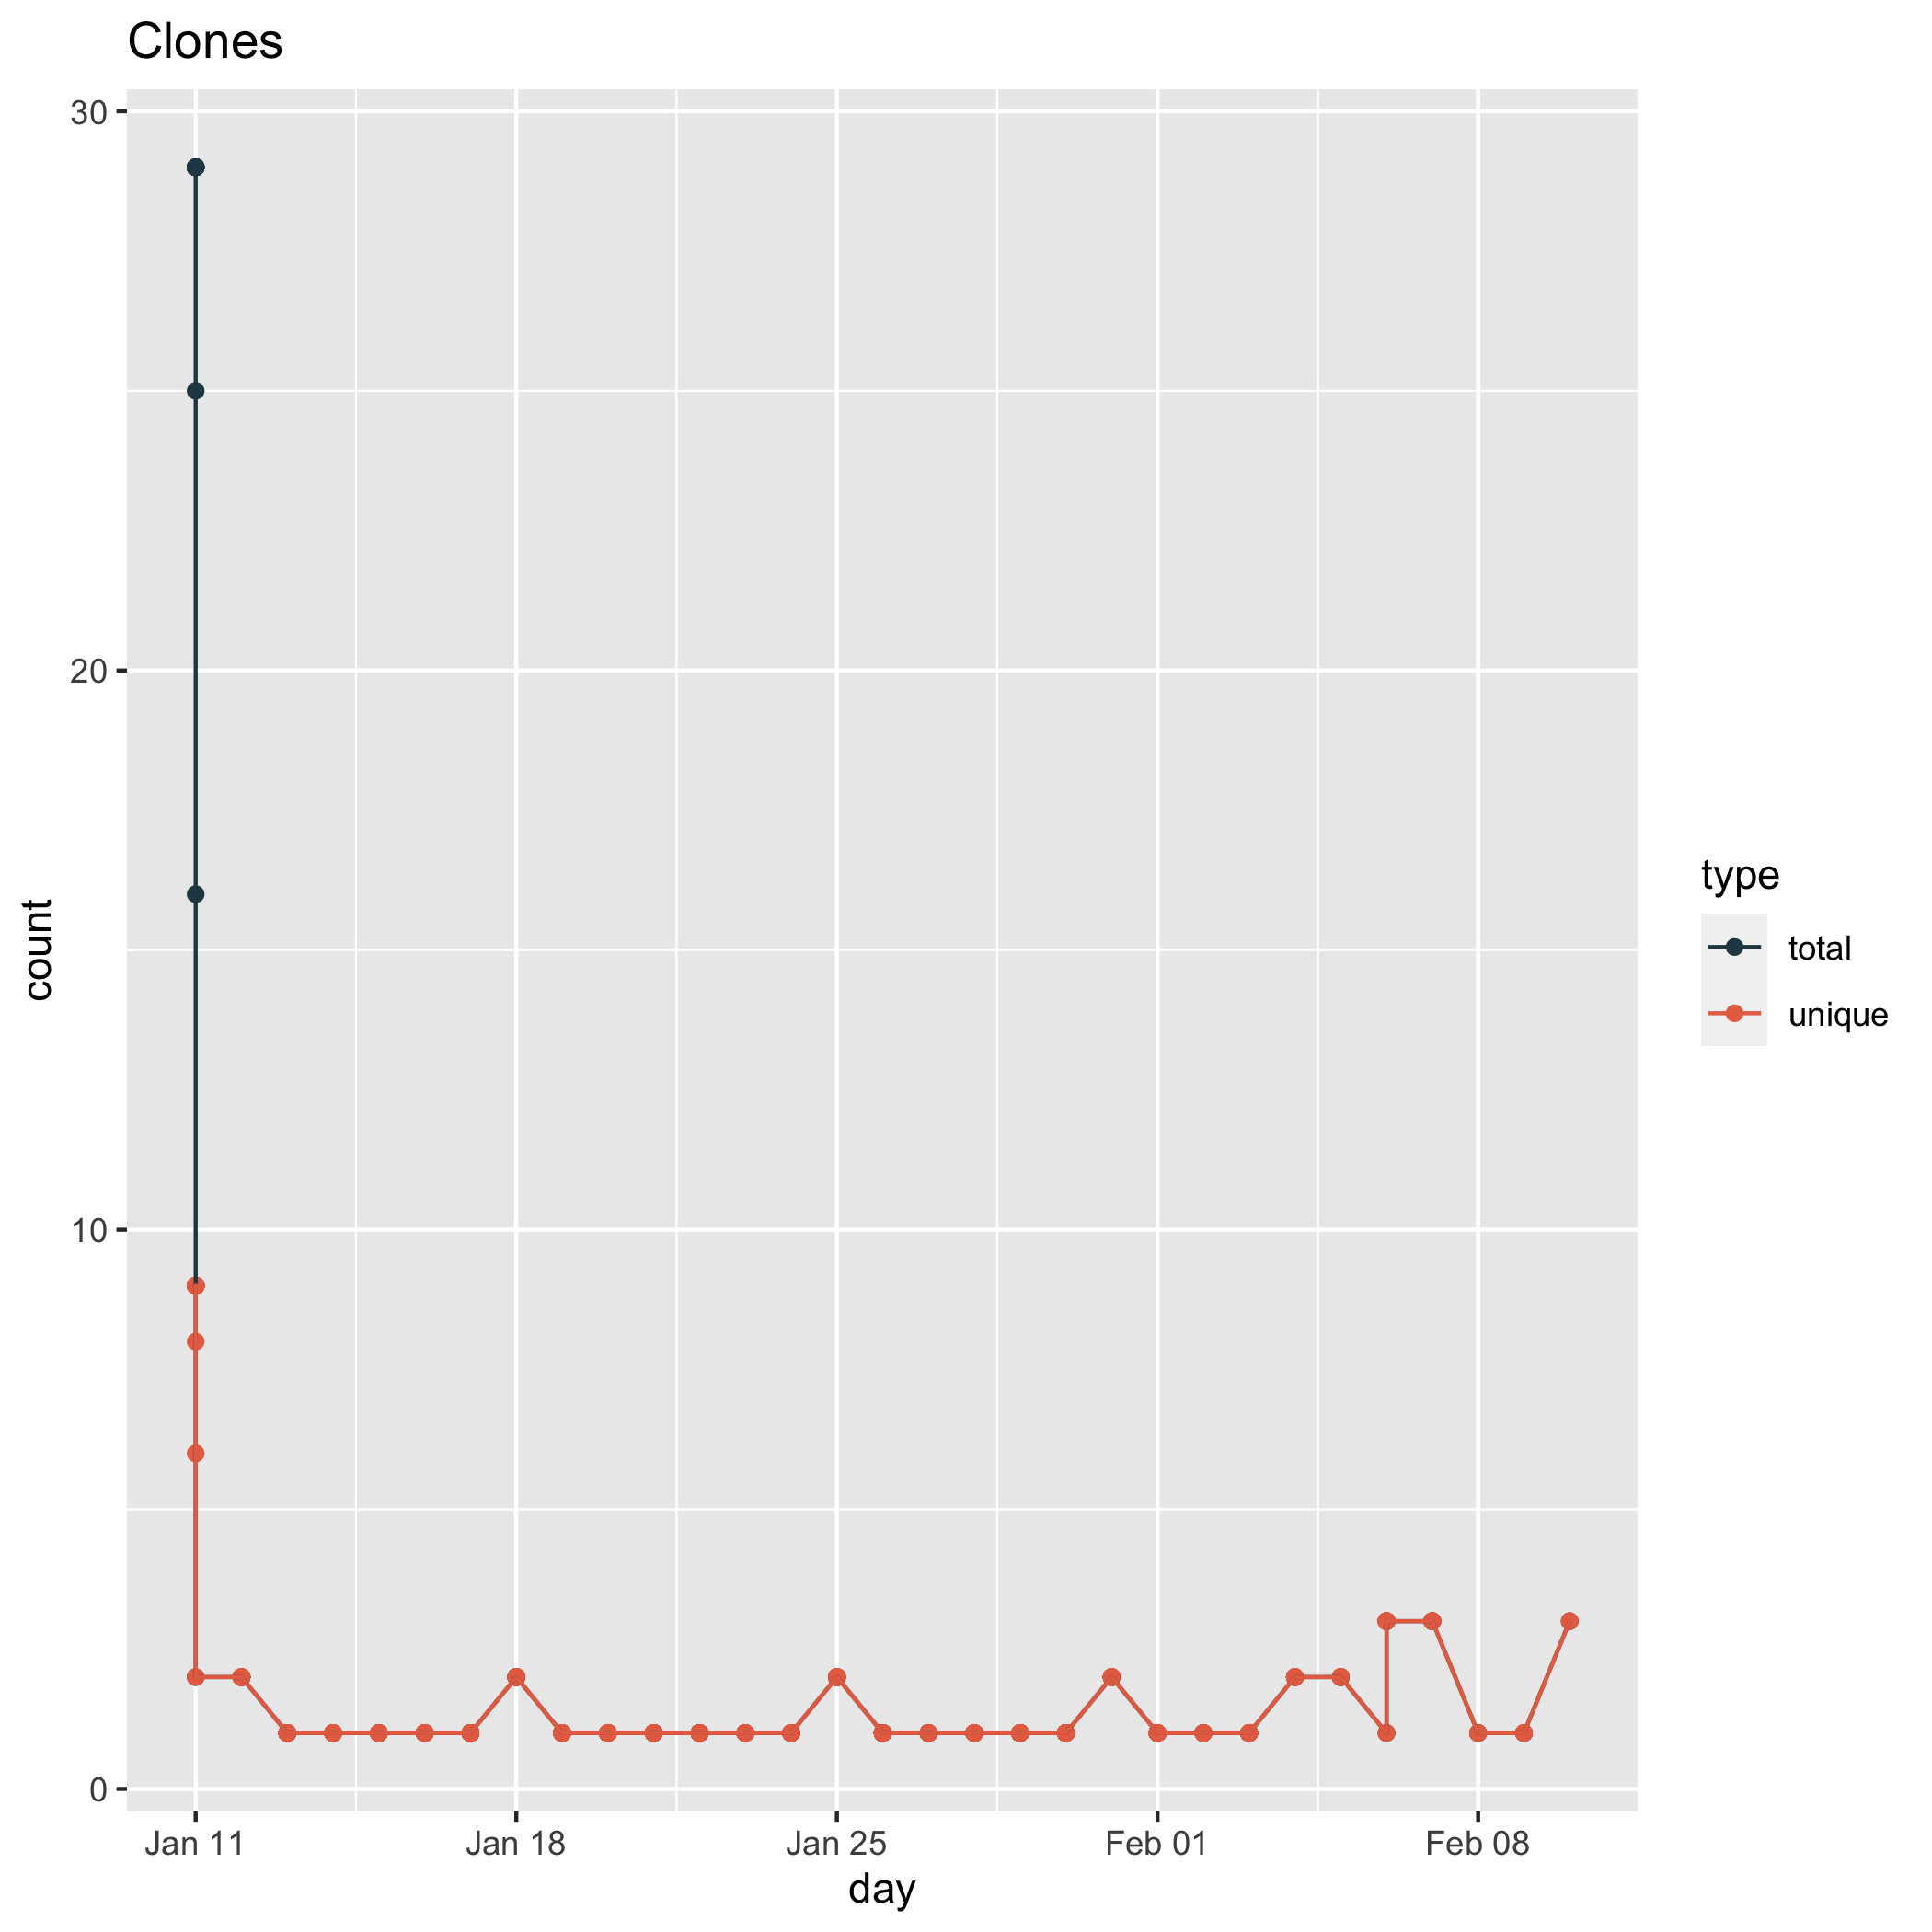 Clones
30
20
10
0
count
Jan 11
Jan 18
Jan 25
Feb 01
Feb 08
day
type
total
unique